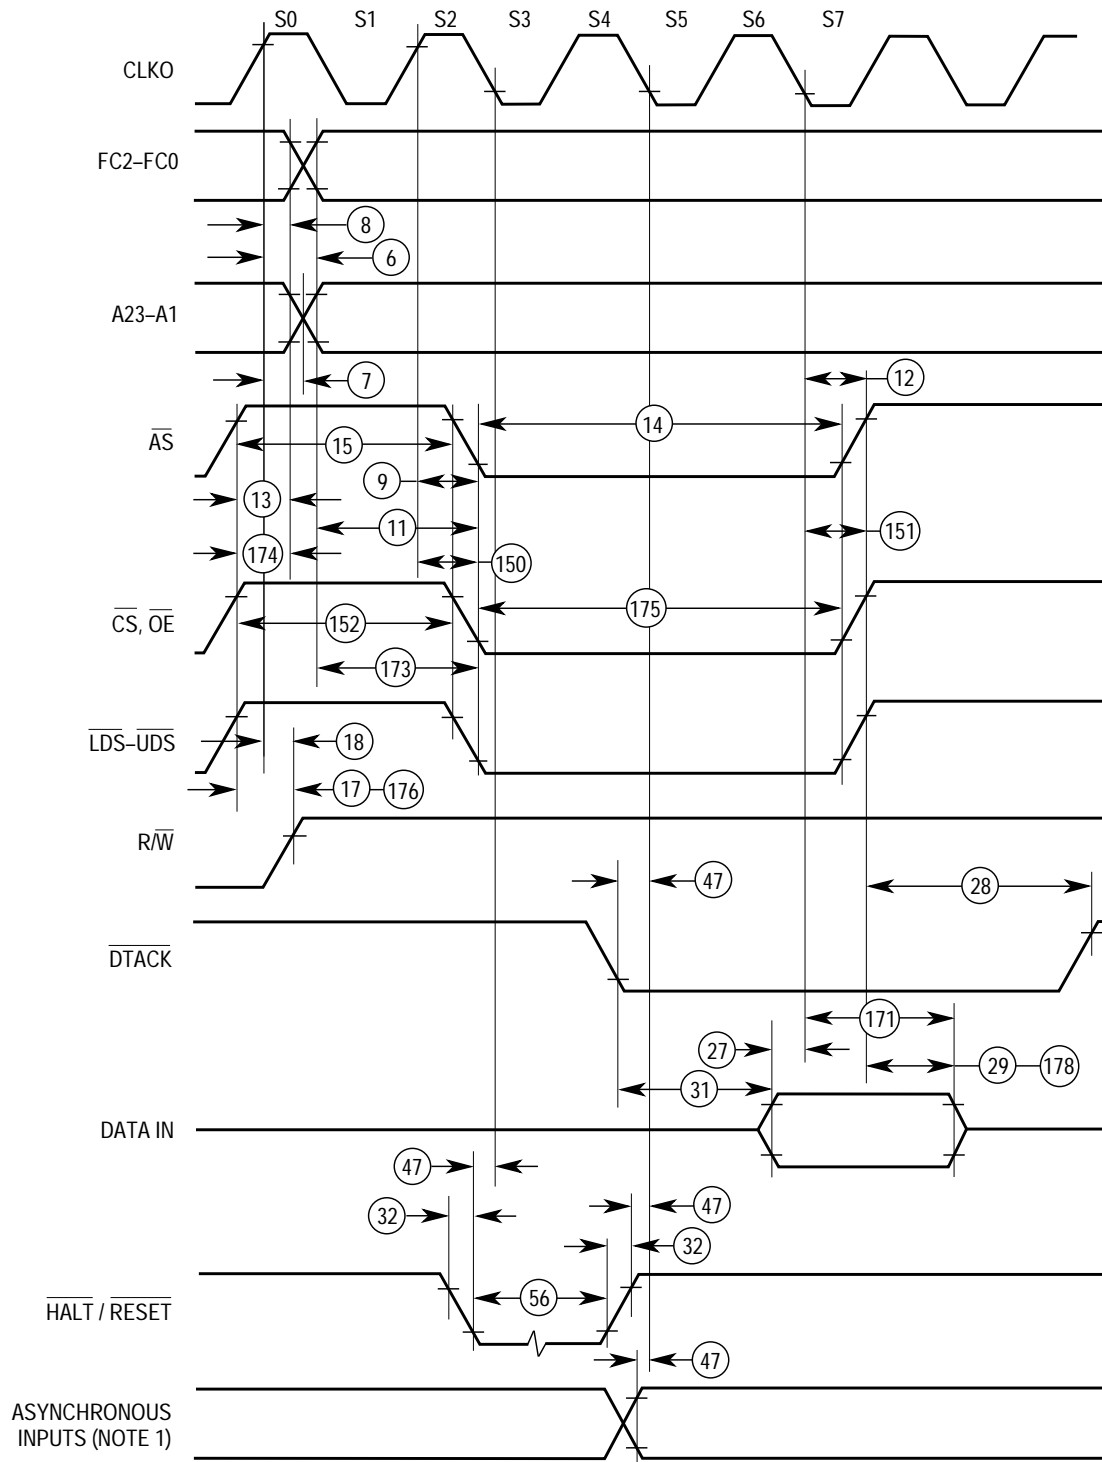 S0 S1 S2 S3 S4 S5 S6 S7
CLKO
FC2–FC0
8
6
A23–A1
7
12
AS
14
15
9
13
11
151
174
150
CS, OE
175
152
173
LDS–UDS
18
17 176
R/W
47
28
DTACK
171
27
29 178
31
DATA IN
47
32
47
32
HALT / RESET
56
47
ASYNCHRONOUS
INPUTS (NOTE 1)